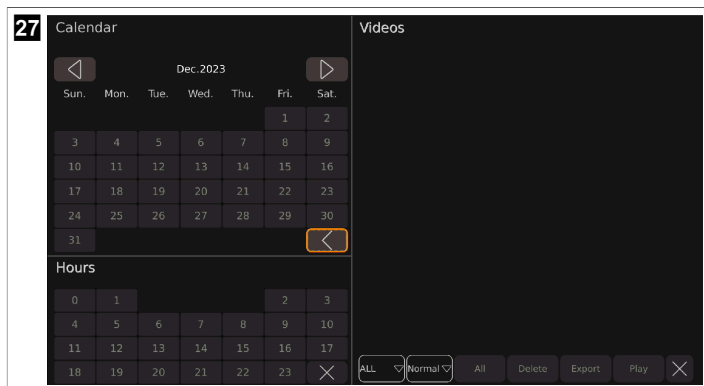 27
Calendar
Dec.2023
Sun. Mon. Tue. Wed. Thu. Fri. Sat.
1 2
3 4 5 6 7 8 9
10 11 12 13 14 15 16
17 18 19 20 21 22 23
24 25 26 27 28 29 30
31
Hours
0 1 2 3
4 5 6 7 8 9 10
11 12 13 14 15 16 17
18 19 20 21 22 23
Videos
ALL Normal All Delete Export Play